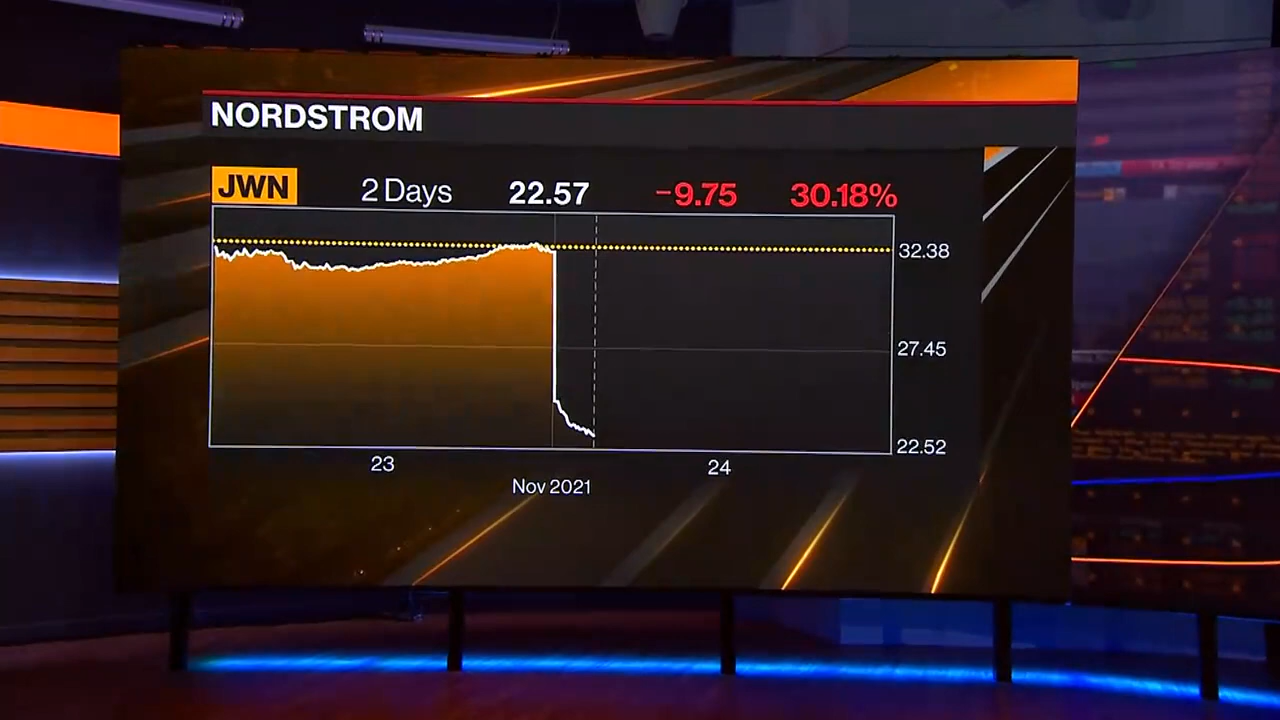 NORDSTROM
JWN 2 Days 22.57 -9.75 30.18%
32.38
27.45
22.52
23 24
Nov 2021